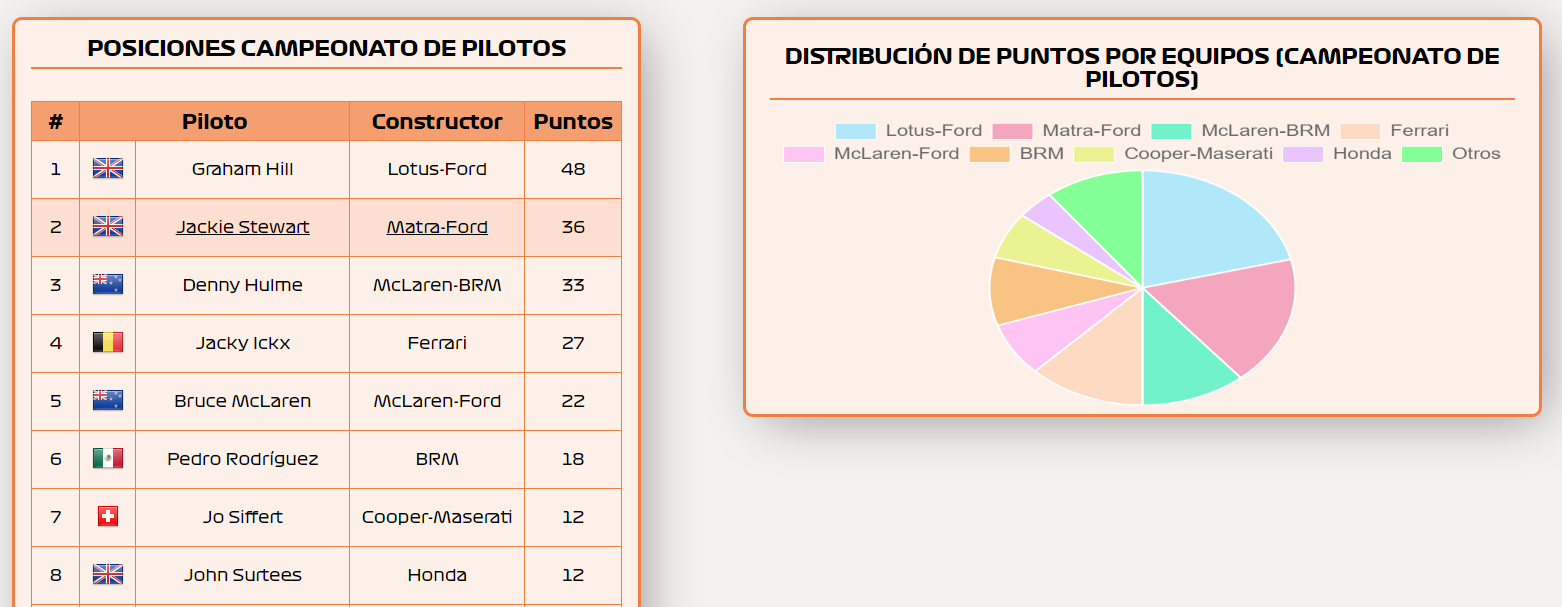 POSICIONES CAMPEONATO DE PILOTOS
# Piloto Constructor Puntos
1 Graham Hill Lotus-Ford 48
2 Jackie Stewart Matra-Ford 36
3 Denny Hulme McLaren-BRM 33
4 Jacky Ickx Ferrari 27
5 Bruce McLaren McLaren-Ford 22
6 Pedro Rodríguez BRM 18
7 Jo Siffert Cooper-Maserati 12
8 John Surtees Honda 12
DISTRIBUCIÓN DE PUNTOS POR EQUIPOS (CAMPEONATO DE
PILOTOS)
Lotus-Ford Matra-Ford McLaren-BRM Ferrari
McLaren-Ford BRM Cooper-Maserati Honda Otros